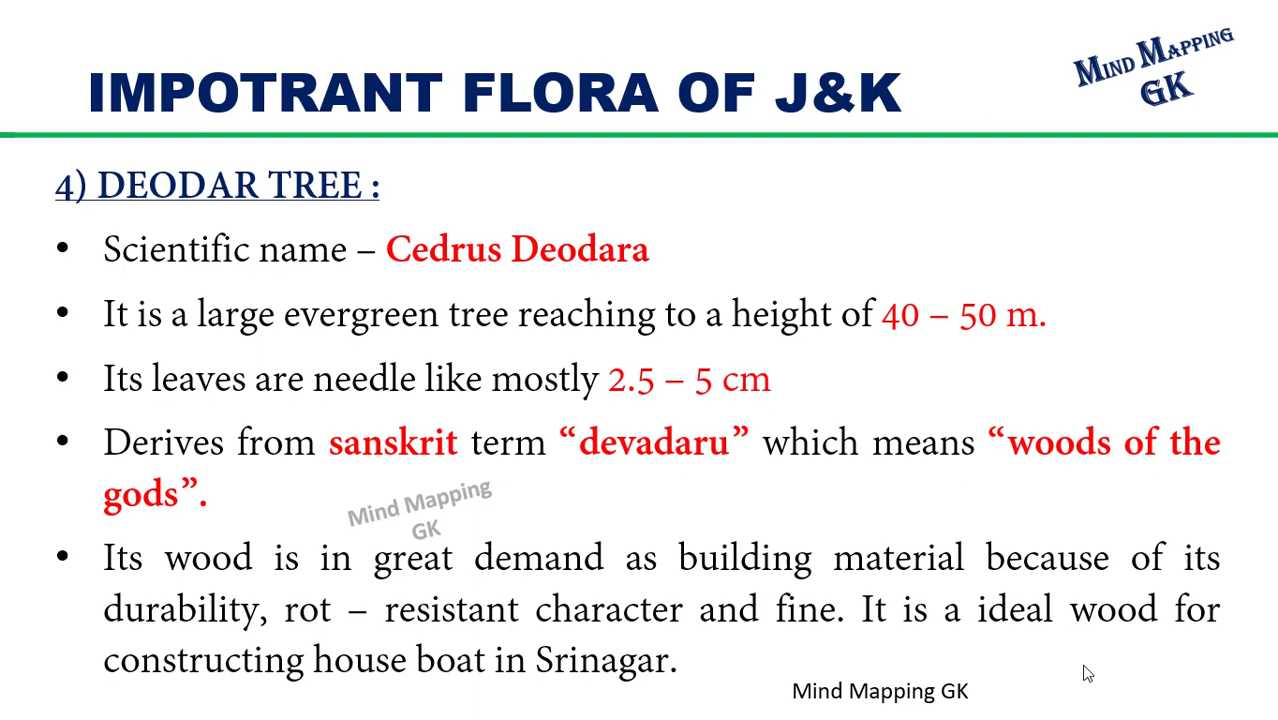 IMPOTRANT FLORA OF J&K
MIND MAPPING
GK
4) DEODAR TREE :
• Scientific name – Cedrus Deodara
• It is a large evergreen tree reaching to a height of 40 – 50 m.
• Its leaves are needle like mostly 2.5 – 5 cm
• Derives from sanskrit term “devadaru” which means “woods of the
gods”.
Mind Mapping
GK
• Its wood is in great demand as building material because of its
durability, rot – resistant character and fine. It is a ideal wood for
constructing house boat in Srinagar.
Mind Mapping GK